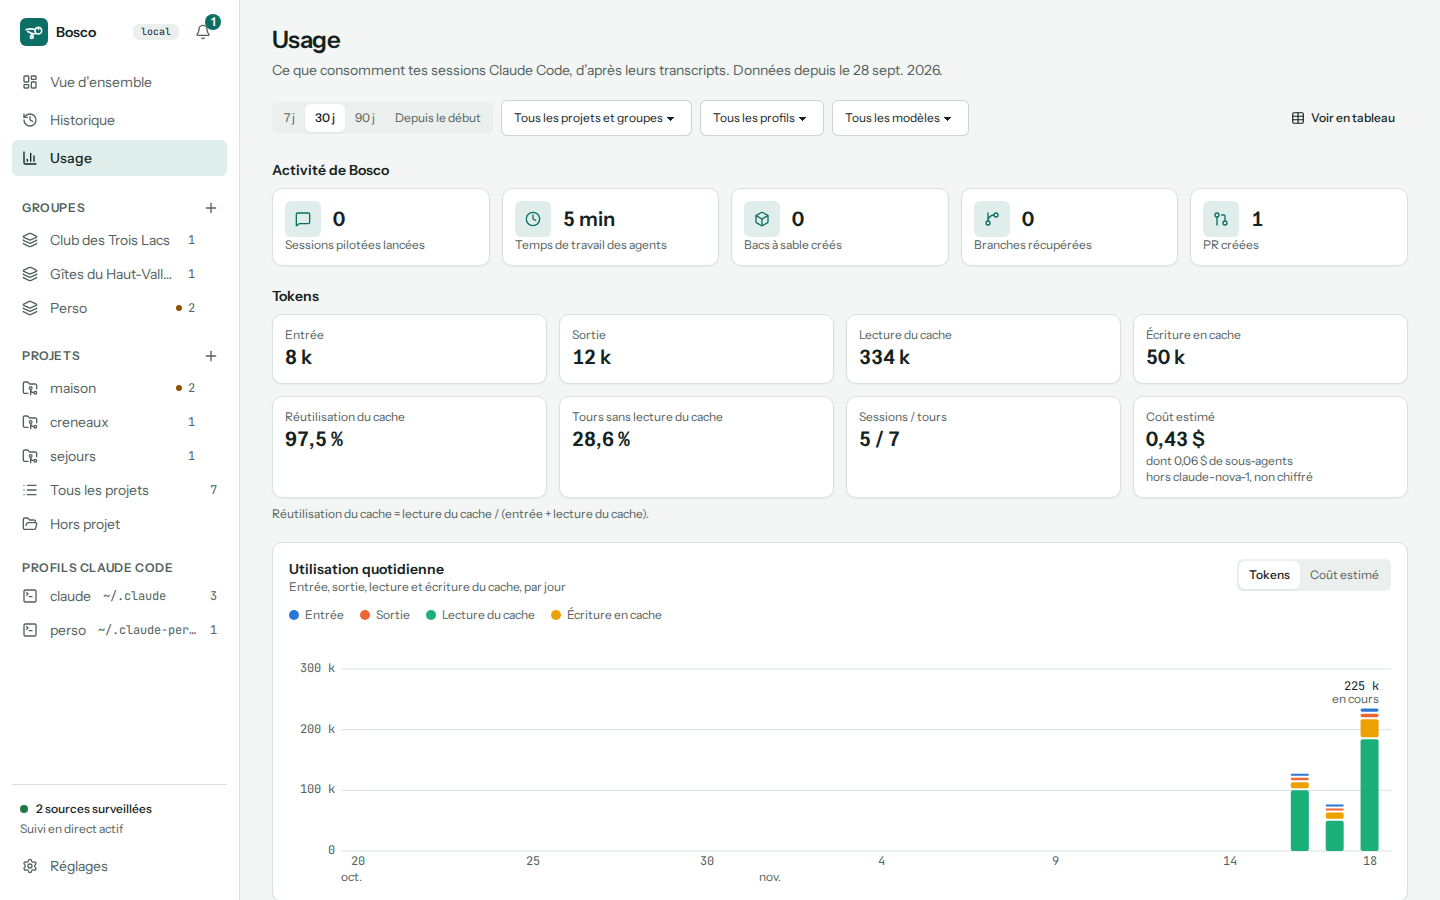 Bosco
local
1
Vue d'ensemble
Historique
Usage
GROUPES
Club des Trois Lacs 1
Gîtes du Haut-Vall… 1
Perso 2
PROJETS
maison 2
creneaux 1
sejours 1
Tous les projets 7
Hors projet
PROFILS CLAUDE CODE
claude ~/.claude 3
perso ~/.claude-per… 1
2 sources surveillées
Suivi en direct actif
Réglages
Usage
Ce que consomment tes sessions Claude Code, d'après leurs transcripts. Données depuis le 28 sept. 2026.
7 j 30 j 90 j Depuis le début Tous les projets et groupes Tous les profils Tous les modèles Voir en tableau
Activité de Bosco
0
Sessions pilotées lancées
5 min
Temps de travail des agents
0
Bacs à sable créés
0
Branches récupérées
1
PR créées
Tokens
Entrée
8 k
Sortie
12 k
Lecture du cache
334 k
Écriture en cache
50 k
Réutilisation du cache
97,5 %
Tours sans lecture du cache
28,6 %
Sessions / tours
5 / 7
Coût estimé
0,43 $
dont 0,06 $ de sous-agents
hors claude-nova-1, non chiffré
Réutilisation du cache = lecture du cache / (entrée + lecture du cache).
Utilisation quotidienne
Entrée, sortie, lecture et écriture du cache, par jour
Tokens Coût estimé
Entrée Sortie Lecture du cache Écriture en cache
300 k
225 k
en cours
200 k
100 k
0
20 25 30 4 9 14 18
oct. nov.